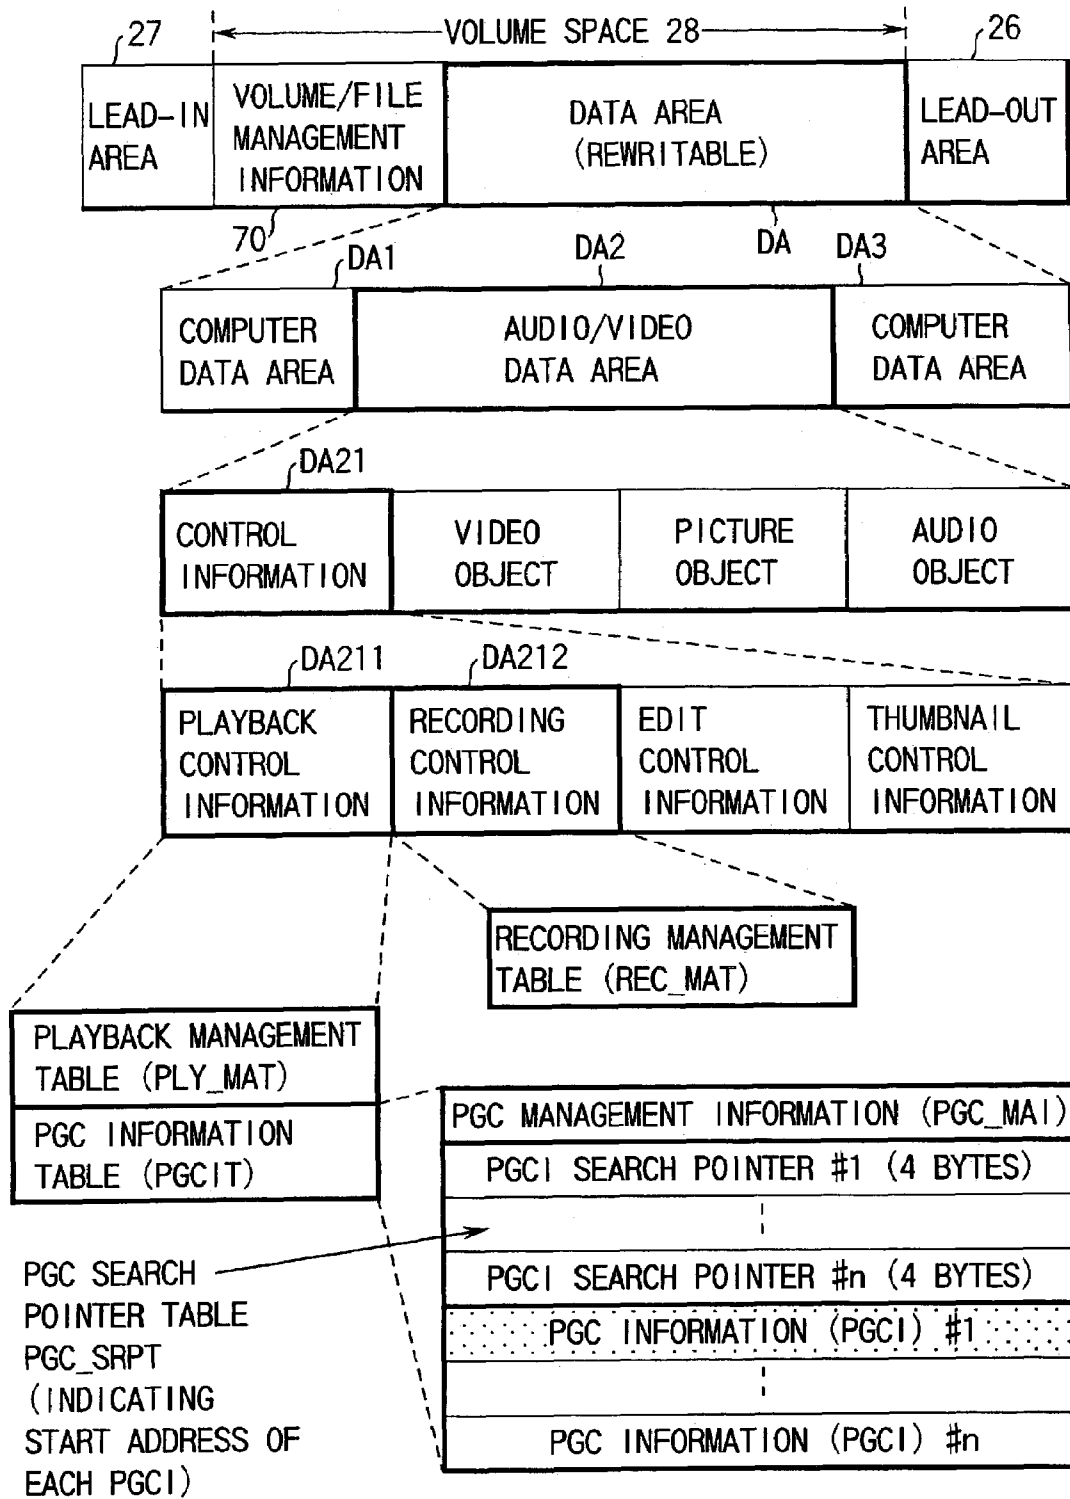 27
VOLUME SPACE 28
26
LEAD-IN
AREA
VOLUME/FILE
MANAGEMENT
INFORMATION
DATA AREA
(REWRITABLE)
LEAD-OUT
AREA
70
DA
DA1
DA2
DA3
COMPUTER
DATA AREA
AUDIO/VIDEO
DATA AREA
COMPUTER
DATA AREA
DA21
CONTROL
INFORMATION
VIDEO
OBJECT
PICTURE
OBJECT
AUDIO
OBJECT
DA211
DA212
PLAYBACK
CONTROL
INFORMATION
RECORDING
CONTROL
INFORMATION
EDIT
CONTROL
INFORMATION
THUMBNAIL
CONTROL
INFORMATION
RECORDING MANAGEMENT
TABLE (REC_MAT)
PLAYBACK MANAGEMENT
TABLE (PLY_MAT)
PGC INFORMATION
TABLE (PGCIT)
PGC MANAGEMENT INFORMATION (PGC_MAI)
PGCI SEARCH POINTER #1 (4 BYTES)
PGCI SEARCH POINTER #n (4 BYTES)
PGC INFORMATION (PGCI) #1
PGC INFORMATION (PGCI) #n
PGC SEARCH
POINTER TABLE
PGC_SRPT
(INDICATING
START ADDRESS OF
EACH PGCI)